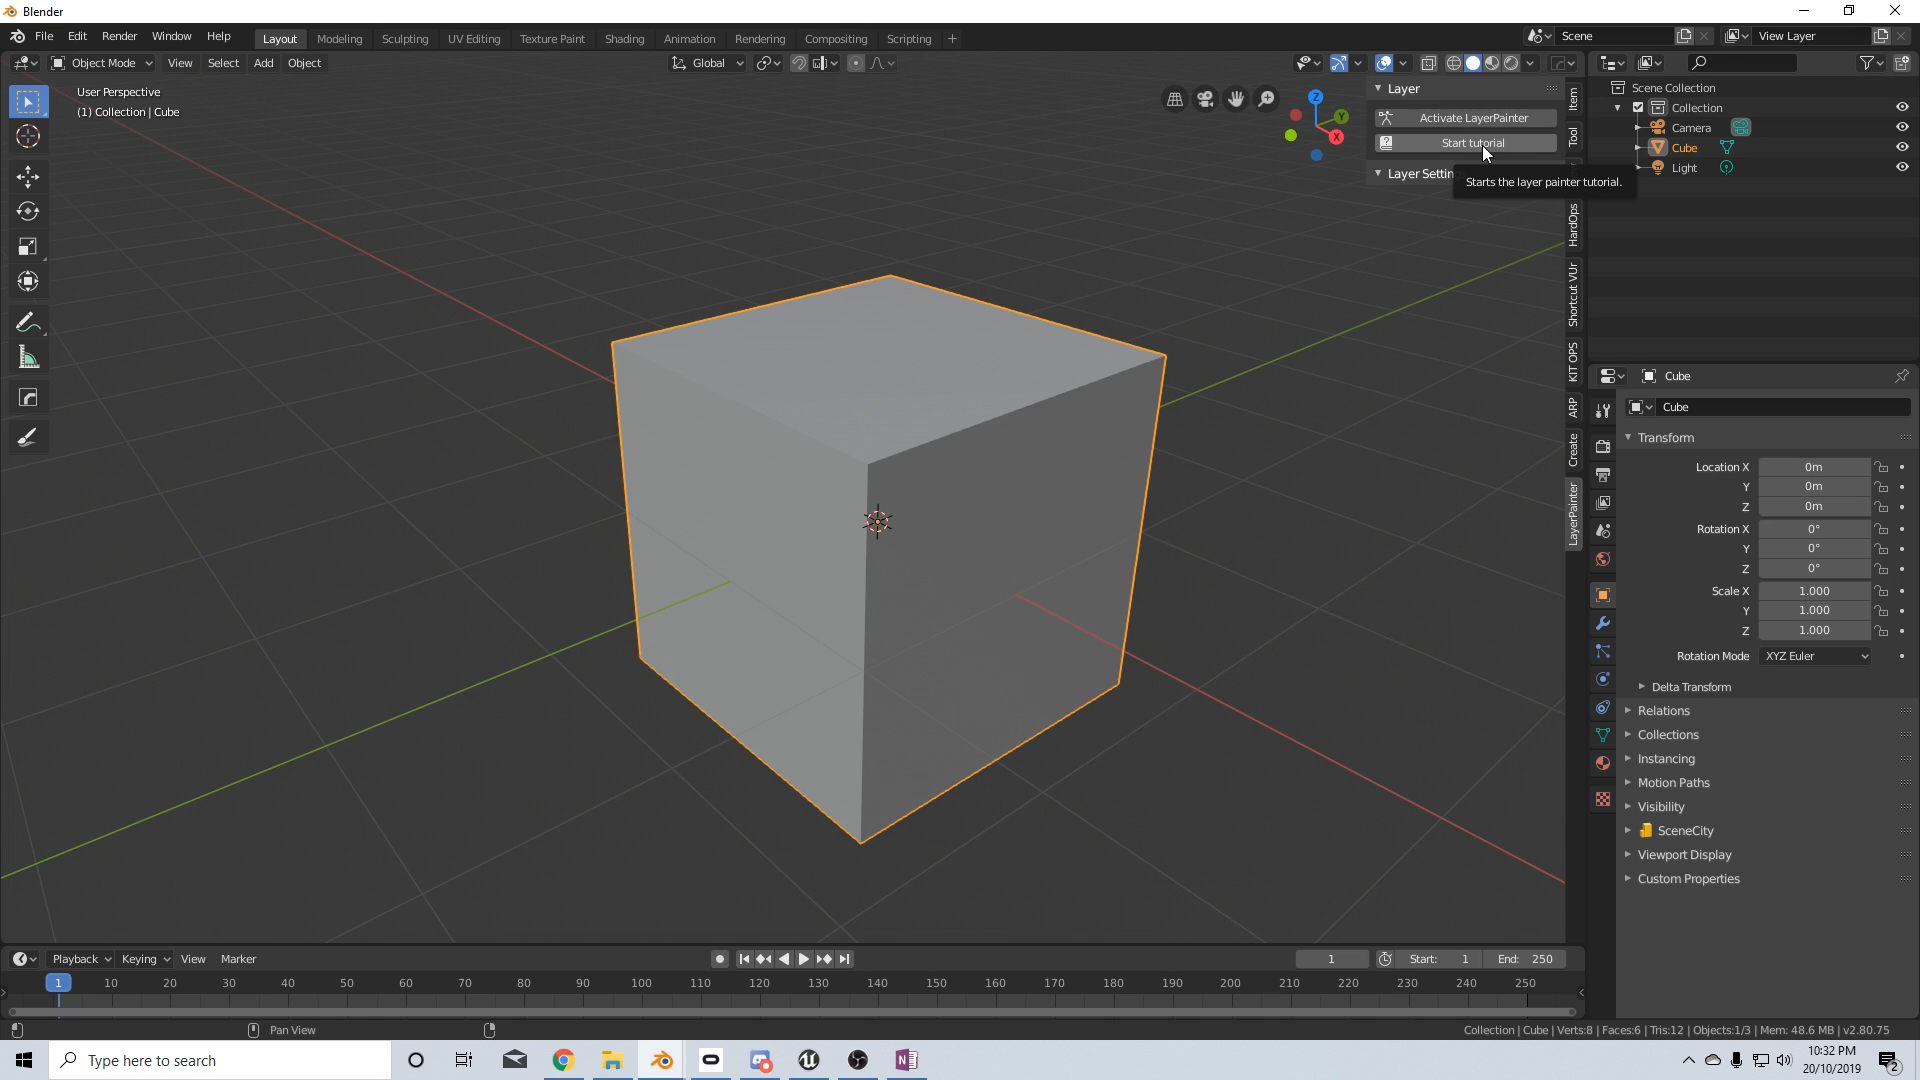 Blender
File Edit Render Window Help
Layout Modeling Sculpting UV Editing Texture Paint Shading Animation Rendering Compositing Scripting +
Scene
View Layer
Object Mode View Select Add Object
Global
User Perspective
(1) Collection | Cube
Z
Y
X
Layer
Activate LayerPainter
Start tutorial
Layer Settin
Starts the layer painter tutorial.
Item
Tool
HardOps
Shortcut VUr
KIT OPS
ARP
Create
LayerPainter
Scene Collection
Collection
Camera
Cube
Light
Cube
Cube
Transform
Location X 0m
Y 0m
Z 0m
Rotation X 0°
Y 0°
Z 0°
Scale X 1.000
Y 1.000
Z 1.000
Rotation Mode XYZ Euler
Delta Transform
Relations
Collections
Instancing
Motion Paths
Visibility
SceneCity
Viewport Display
Custom Properties
Playback Keying View Marker
1
Start: 1
End: 250
1 10 20 30 40 50 60 70 80 90 100 110 120 130 140 150 160 170 180 190 200 210 220 230 240 250
Pan View
Collection | Cube | Verts:8 | Faces:6 | Tris:12 | Objects:1/3 | Mem: 48.6 MB | v2.80.75
Type here to search
10:32 PM
20/10/2019
2